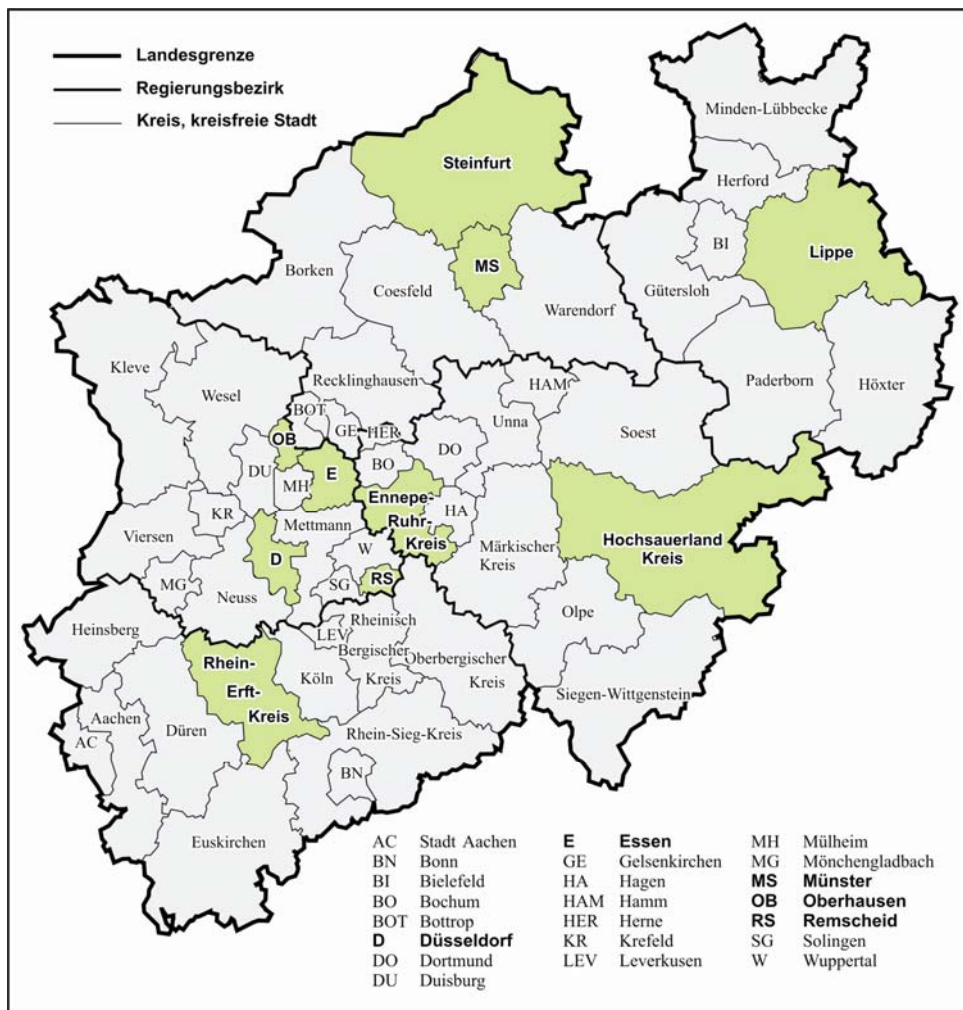 Landesgrenze
Regierungsbezirk
Kreis, kreisfreie Stadt
Minden-Lübbecke
Steinfurt
Herford
Lippe
BI
MS
Borken
Coesfeld
Gütersloh
Warendorf
Kleve
Wesel
Recklinghausen
HAM
Paderborn
Höxter
BOT
GE
HER
Unna
Soest
OB
DO
DU
E
BO
MH
Ennepe-
Ruhr-
Kreis
HA
KR
Mettmann
Viersen
Märkischer
Kreis
Hochsauerland
Kreis
D
W
MG
Neuss
SG
RS
Olpe
Heinsberg
LEV
Rheinisch
Bergischer
Kreis
Oberbergischer
Kreis
Rhein-
Erft-
Kreis
Köln
Siegen-Wittgenstein
Aachen
AC
Düren
Rhein-Sieg-Kreis
BN
Euskirchen
AC Stadt Aachen
BN Bonn
BI Bielefeld
BO Bochum
BOT Bottrop
D Düsseldorf
DO Dortmund
DU Duisburg
E Essen
GE Gelsenkirchen
HA Hagen
HAM Hamm
HER Herne
KR Krefeld
LEV Leverkusen
MH Mülheim
MG Mönchengladbach
MS Münster
OB Oberhausen
RS Remscheid
SG Solingen
W Wuppertal